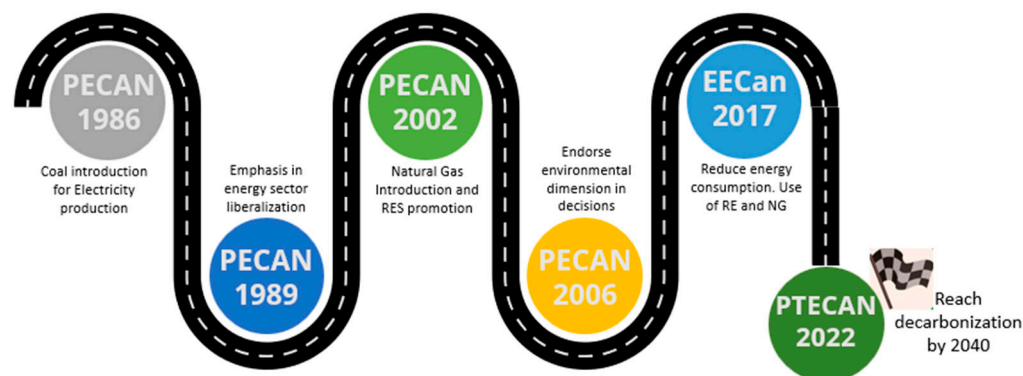 PECAN
1986
Coal introduction
for Electricity
production
Emphasis in
energy sector
liberalization
PECAN
1989
PECAN
2002
Natural Gas
Introduction and
RES promotion
Endorse
environmental
dimension in
decisions
PECAN
2006
EECan
2017
Reduce energy
consumption. Use
of RE and NG
PTECAN
2022
Reach
decarbonization
by 2040